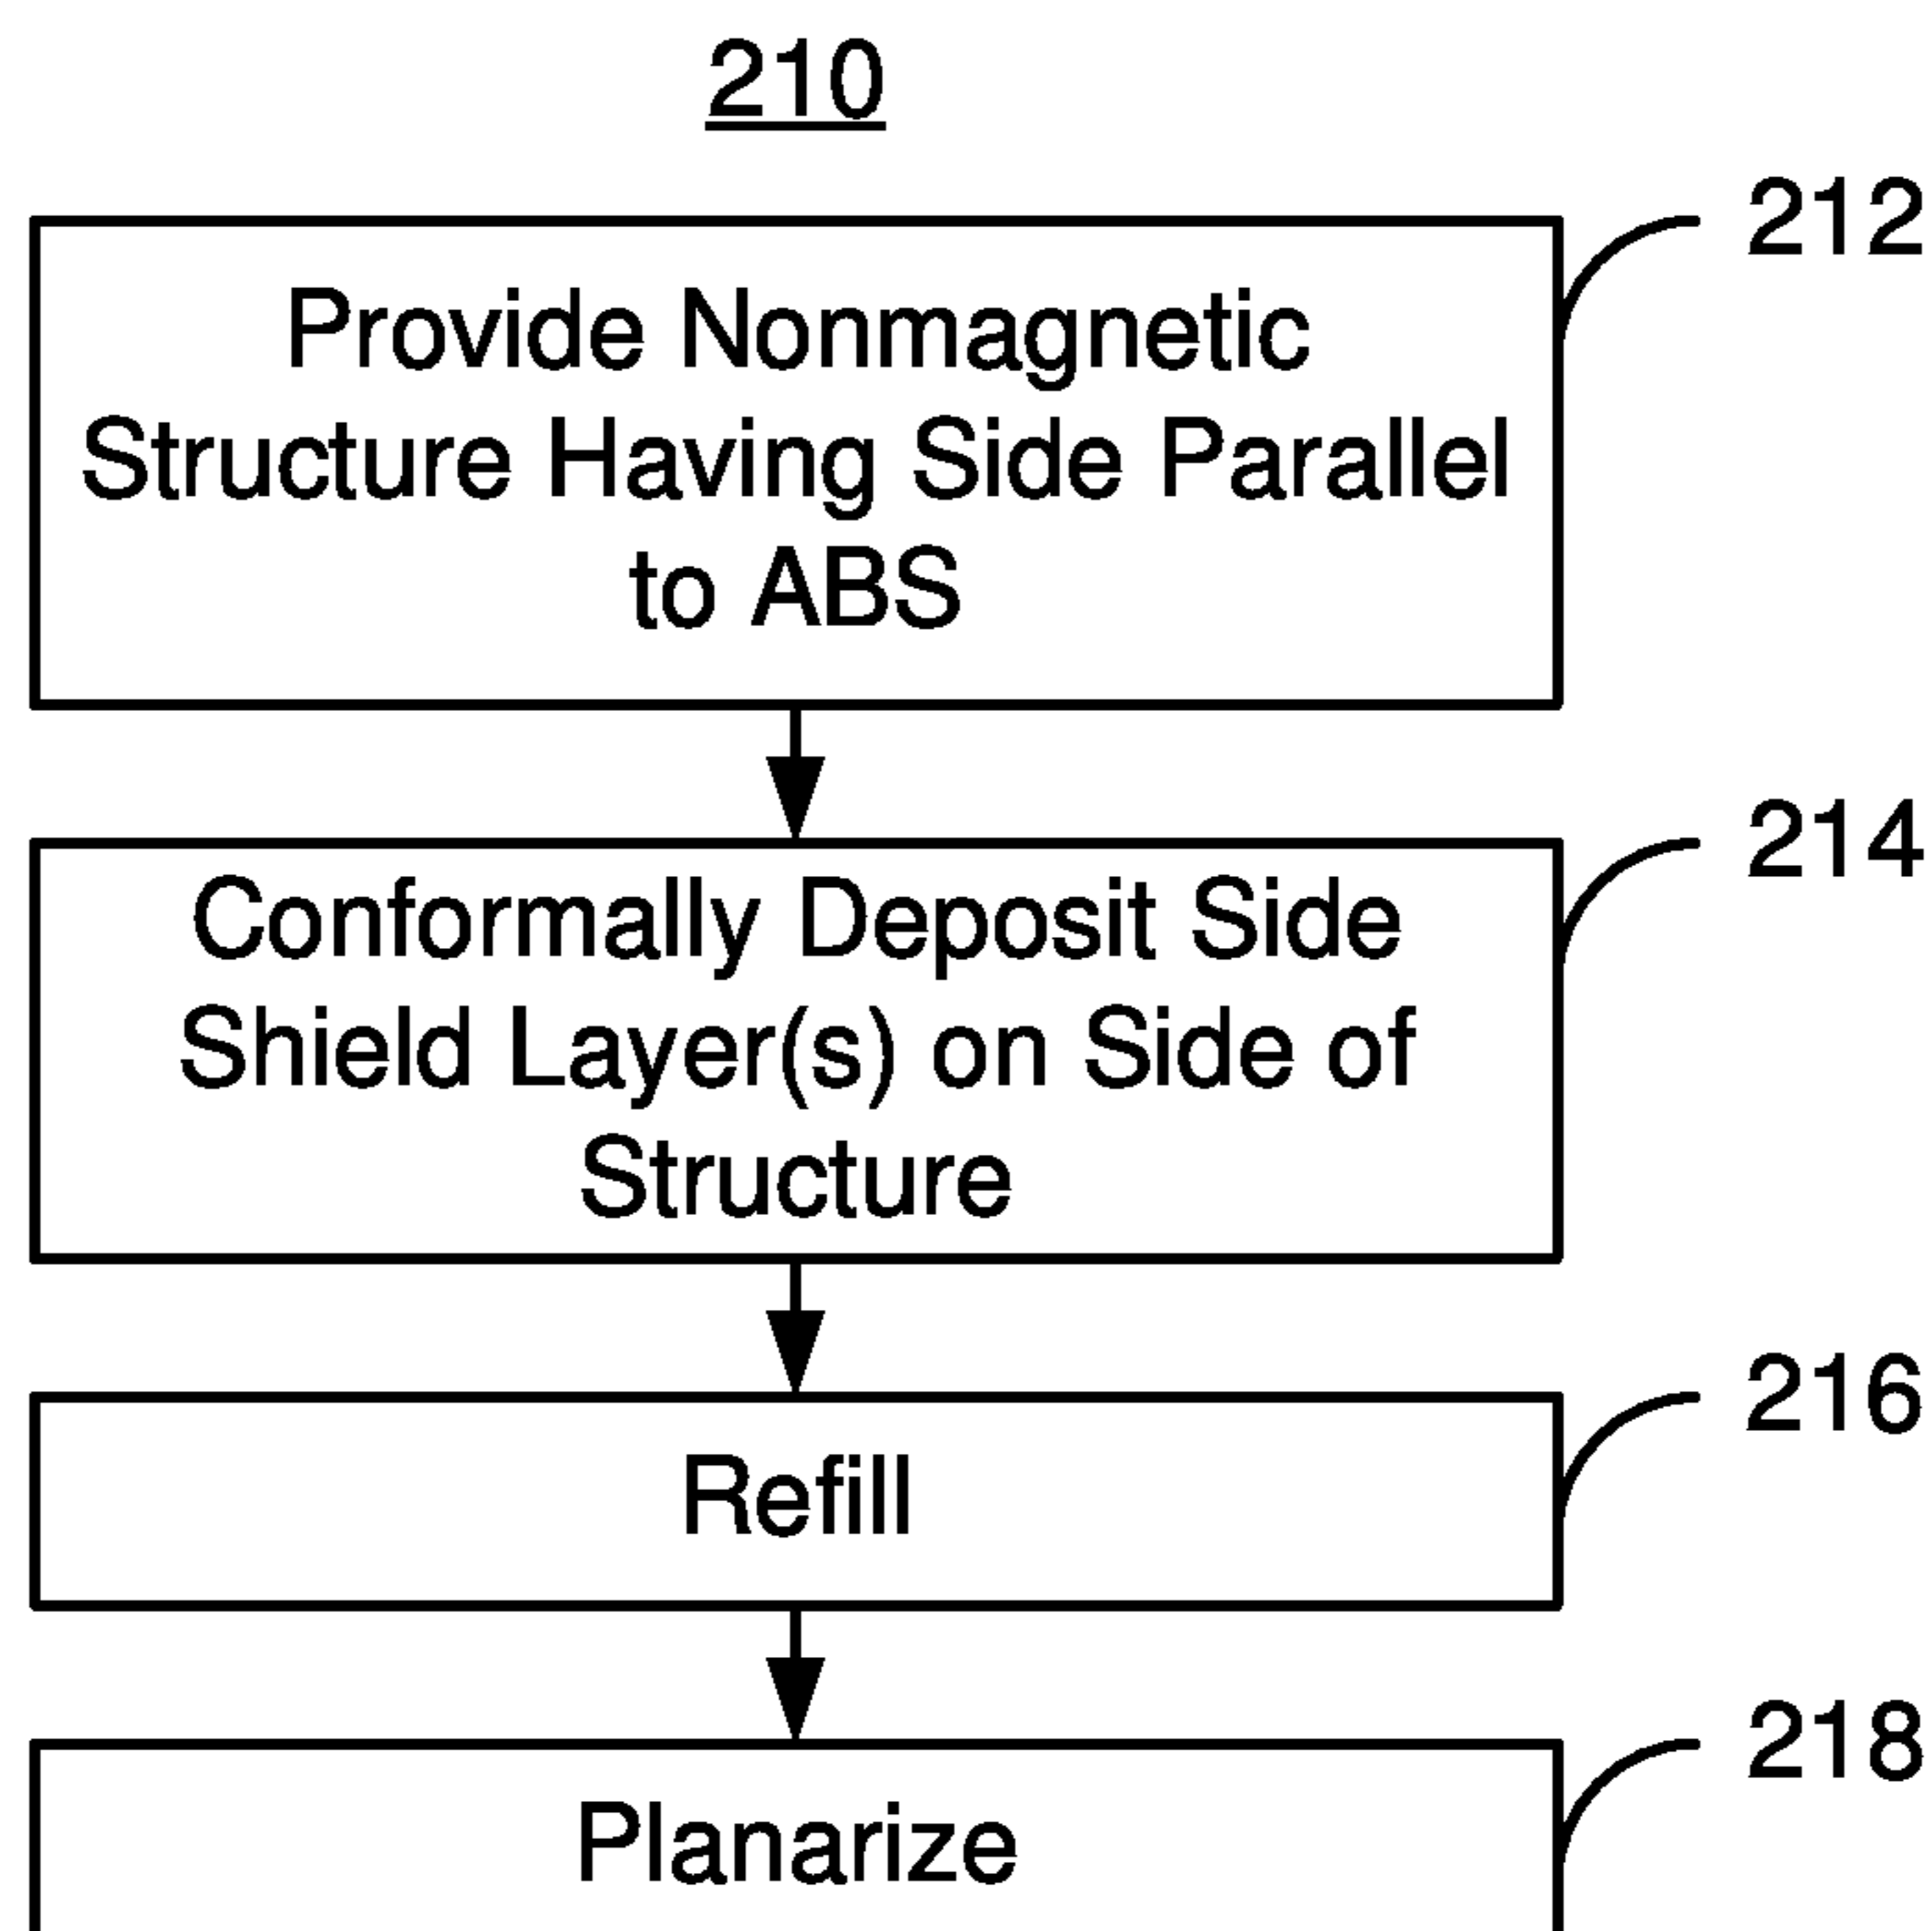 210
212
Provide Nonmagnetic
Structure Having Side Parallel
to ABS
214
Conformally Deposit Side
Shield Layer(s) on Side of
Structure
216
Refill
218
Planarize